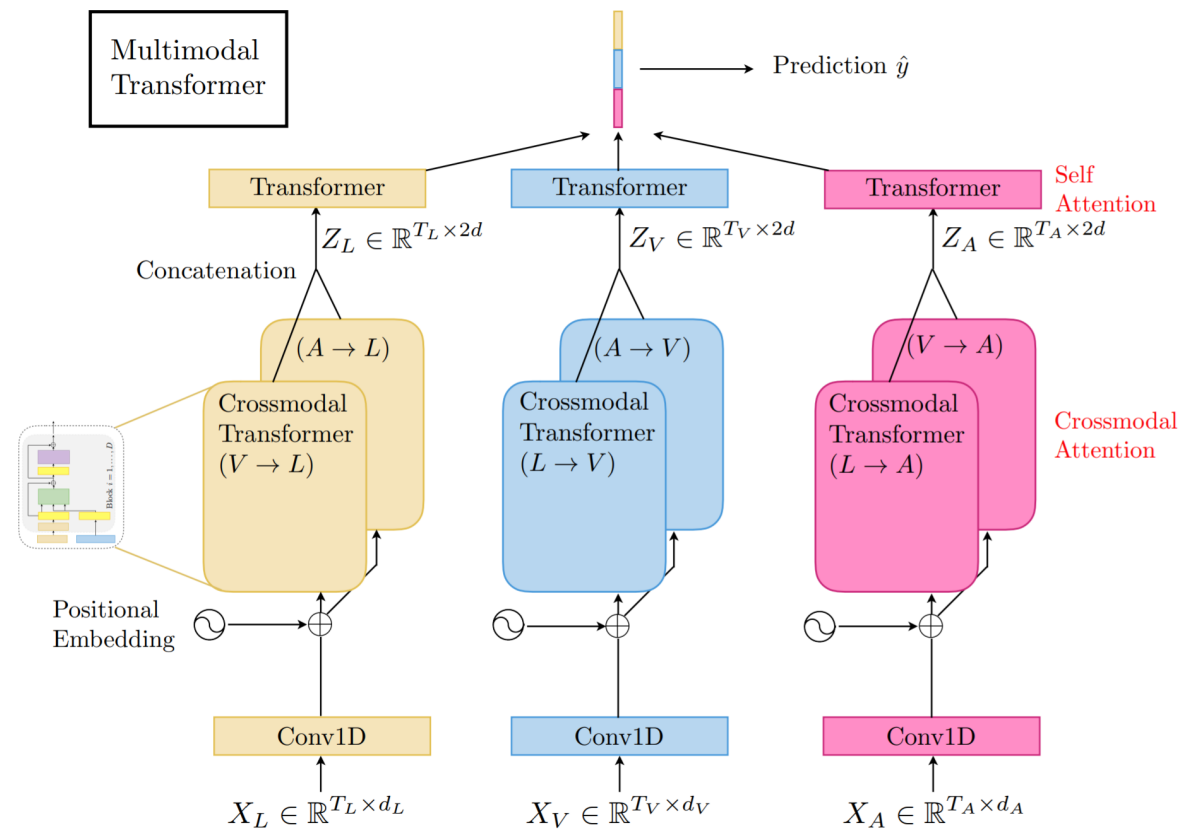 Multimodal
Transformer
Prediction ŷ
Transformer
Transformer
Transformer
Self
Attention
Z_L ∈ ℝ^{T_L×2d}
Z_V ∈ ℝ^{T_V×2d}
Z_A ∈ ℝ^{T_A×2d}
Concatenation
(A → L)
(A → V)
(V → A)
Crossmodal
Transformer
(V → L)
Crossmodal
Transformer
(L → V)
Crossmodal
Transformer
(L → A)
Crossmodal
Attention
Block i = 1, …, D
Positional
Embedding
Conv1D
Conv1D
Conv1D
X_L ∈ ℝ^{T_L×d_L}
X_V ∈ ℝ^{T_V×d_V}
X_A ∈ ℝ^{T_A×d_A}